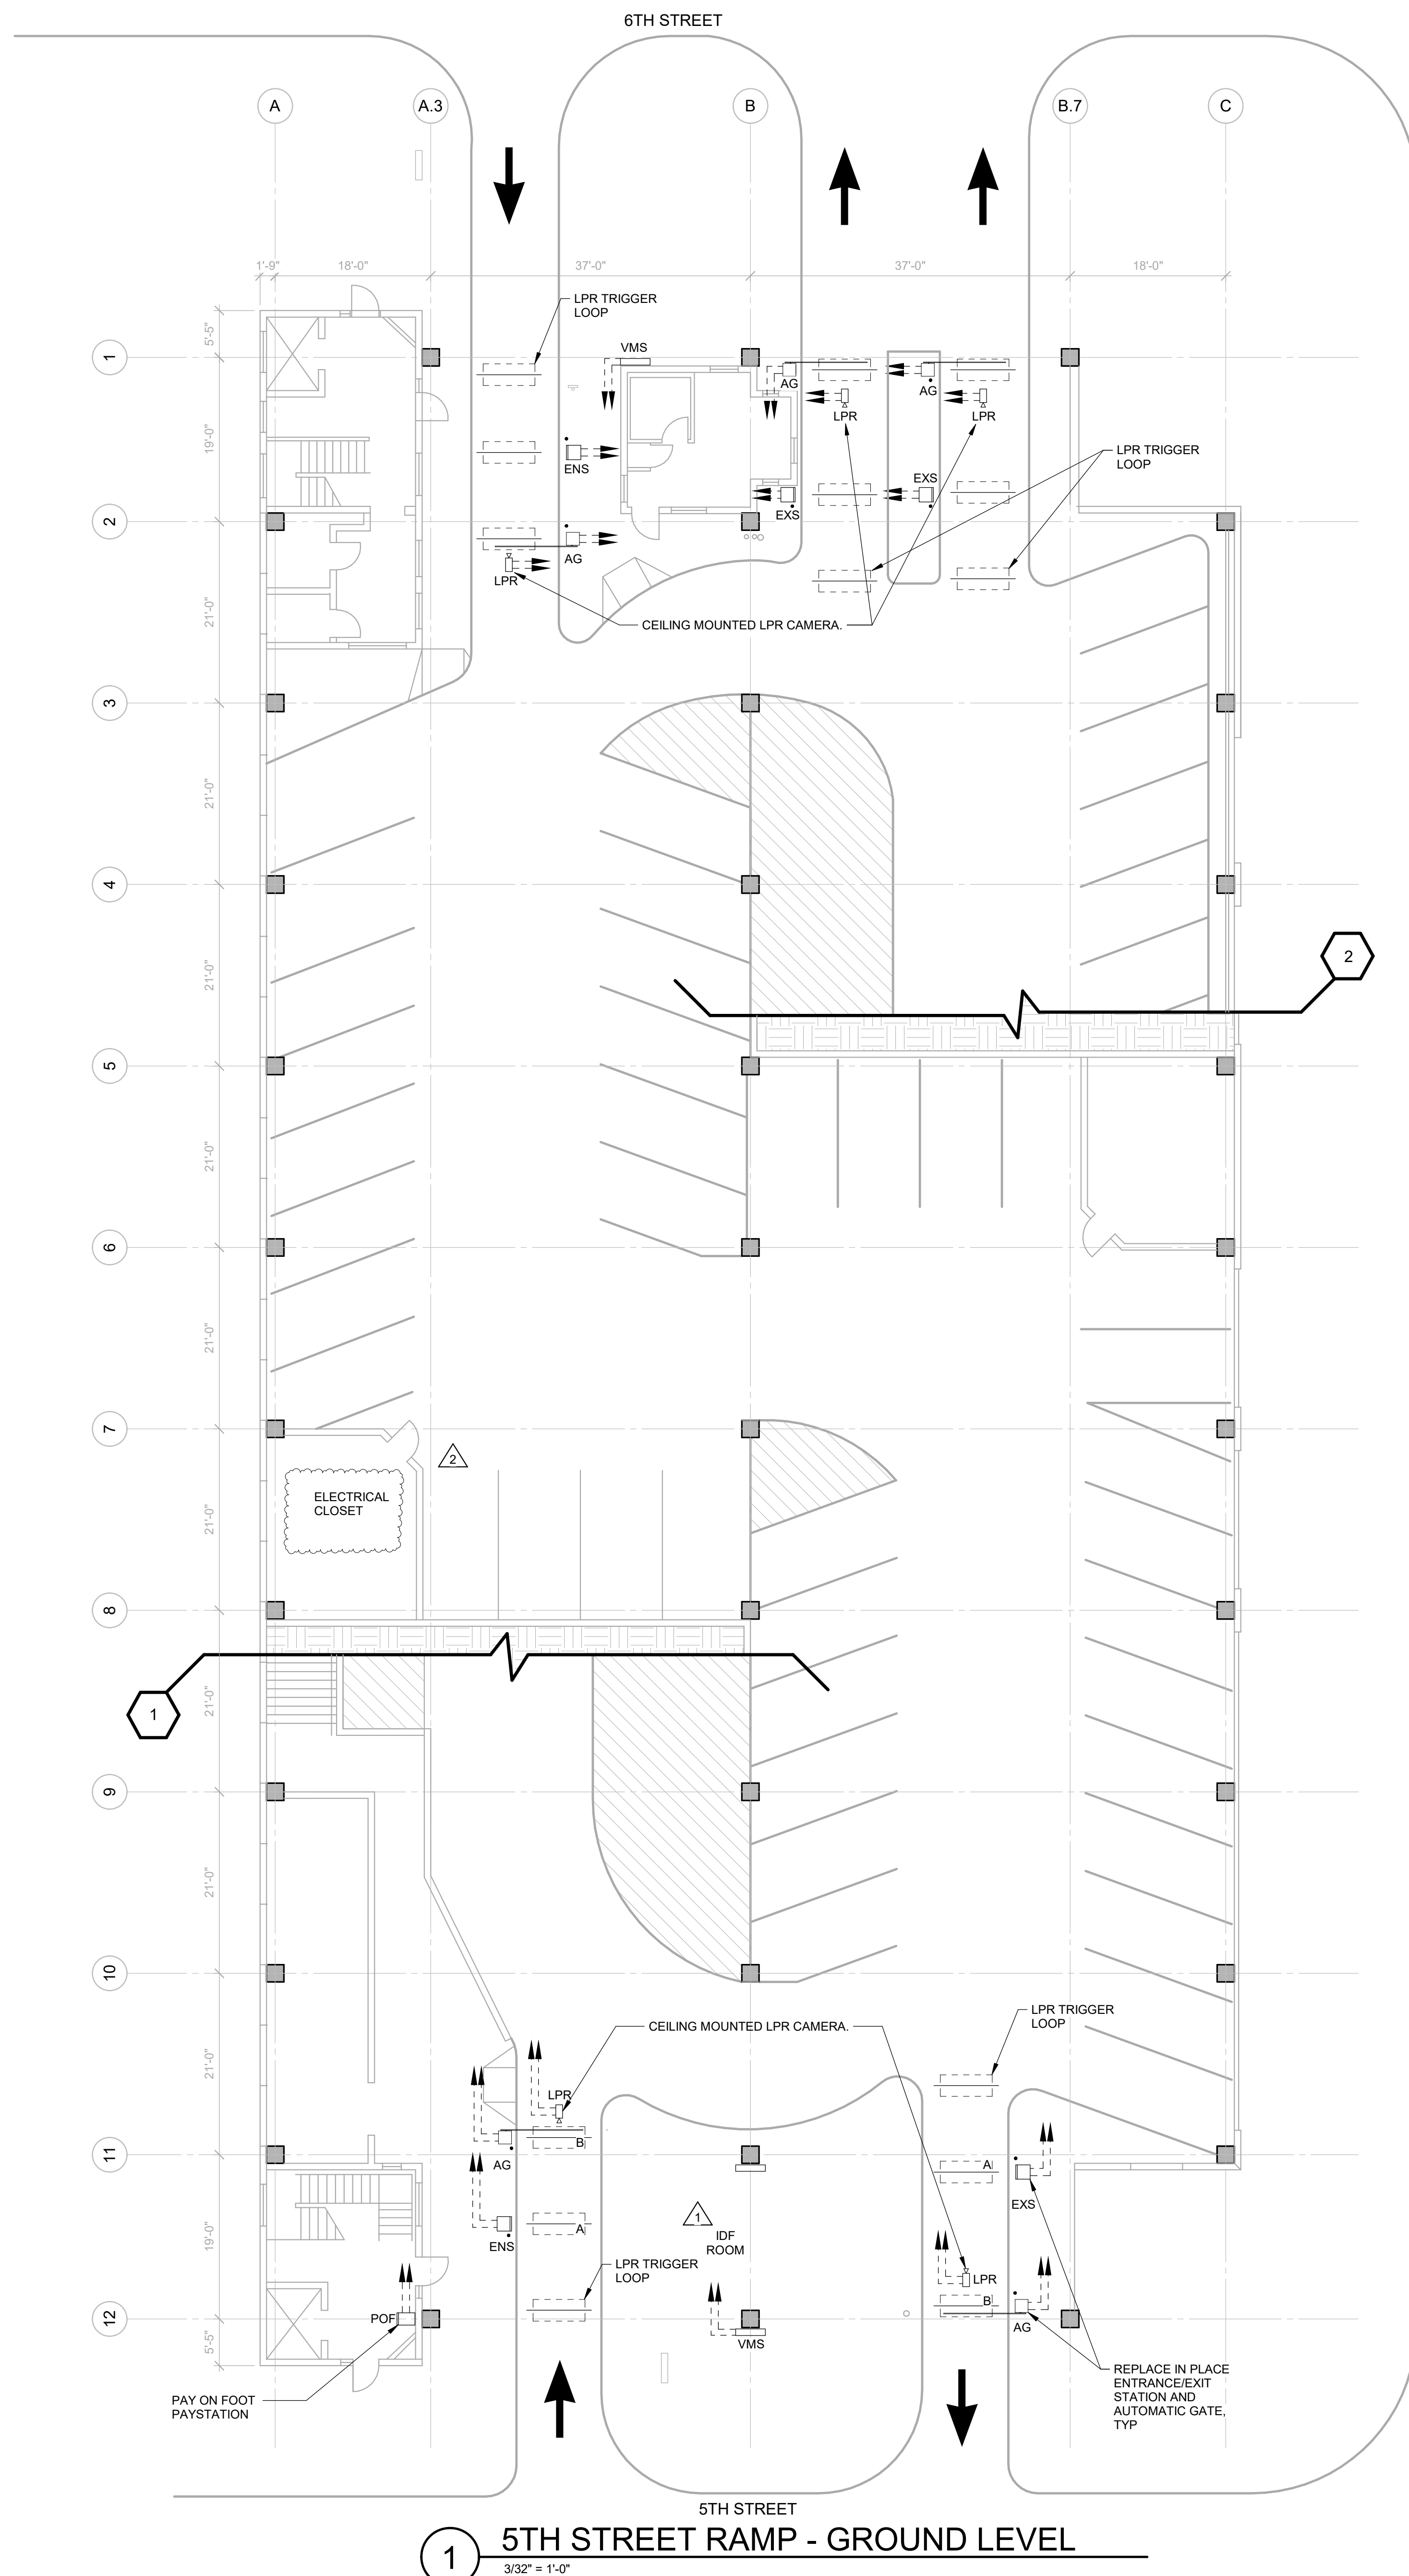 6TH STREET
A
A.3
B
B.7
C
1'-9"
18'-0"
37'-0"
37'-0"
18'-0"
5'-5"
LPR TRIGGER
LOOP
1
VMS
AG
AG
LPR
LPR
19'-0"
ENS
LPR TRIGGER
LOOP
EXS
EXS
2
AG
LPR
CEILING MOUNTED LPR CAMERA.
21'-0"
3
21'-0"
4
21'-0"
2
5
21'-0"
6
21'-0"
7
2
ELECTRICAL
CLOSET
21'-0"
8
21'-0"
1
9
21'-0"
10
LPR TRIGGER
LOOP
CEILING MOUNTED LPR CAMERA.
21'-0"
LPR
B
11
AG
A
EXS
1
A
IDF
ROOM
ENS
19'-0"
LPR TRIGGER
LOOP
LPR
B
POF
12
AG
VMS
5'-5"
REPLACE IN PLACE
ENTRANCE/EXIT
STATION AND
AUTOMATIC GATE,
TYP
PAY ON FOOT
PAYSTATION
5TH STREET
1
5TH STREET RAMP - GROUND LEVEL
3/32" = 1'-0"